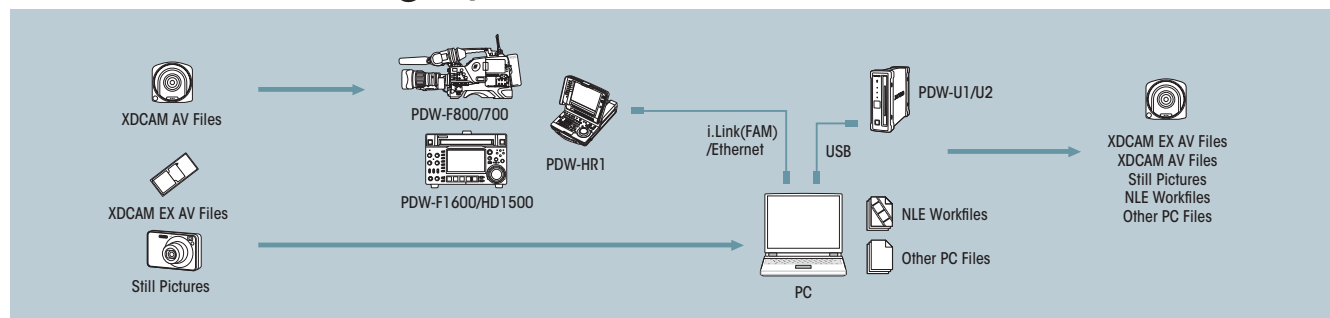 XDCAM AV Files
XDCAM EX AV Files
Still Pictures
PDW-F800/700
PDW-F1600/HD1500
PDW-HR1
i.Link(FAM)
/Ethernet
USB
PDW-U1/U2
PC
NLE Workfiles
Other PC Files
XDCAM EX AV Files
XDCAM AV Files
Still Pictures
NLE Workfiles
Other PC Files